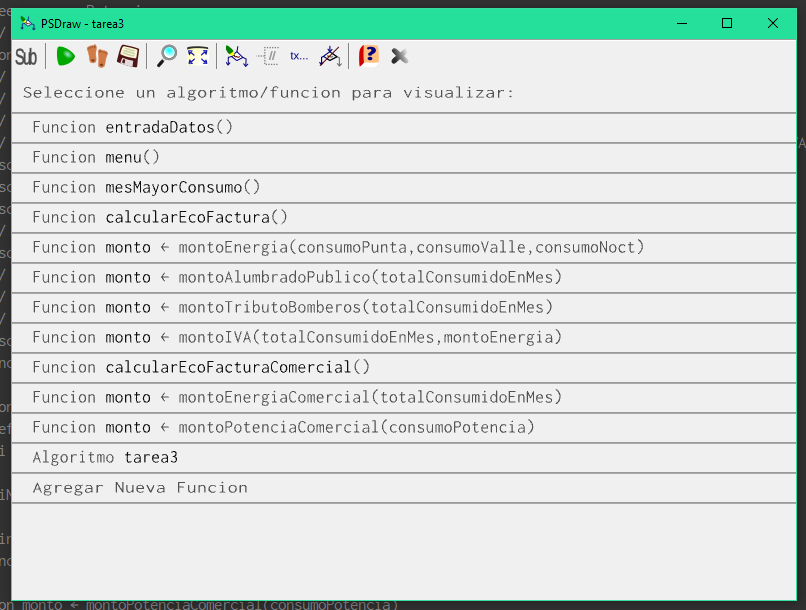 PSDraw - tarea3
Sub
tx...
Seleccione un algoritmo/funcion para visualizar:
Funcion entradaDatos()
Funcion menu()
Funcion mesMayorConsumo()
Funcion calcularEcoFactura()
Funcion monto ← montoEnergia(consumoPunta,consumoValle,consumoNoct)
Funcion monto ← montoAlumbradoPublico(totalConsumidoEnMes)
Funcion monto ← montoTributoBomberos(totalConsumidoEnMes)
Funcion monto ← montoIVA(totalConsumidoEnMes,montoEnergia)
Funcion calcularEcoFacturaComercial()
Funcion monto ← montoEnergiaComercial(totalConsumidoEnMes)
Funcion monto ← montoPotenciaComercial(consumoPotencia)
Algoritmo tarea3
Agregar Nueva Funcion
monto ← montoPotenciaComercial(consumoPotencia)